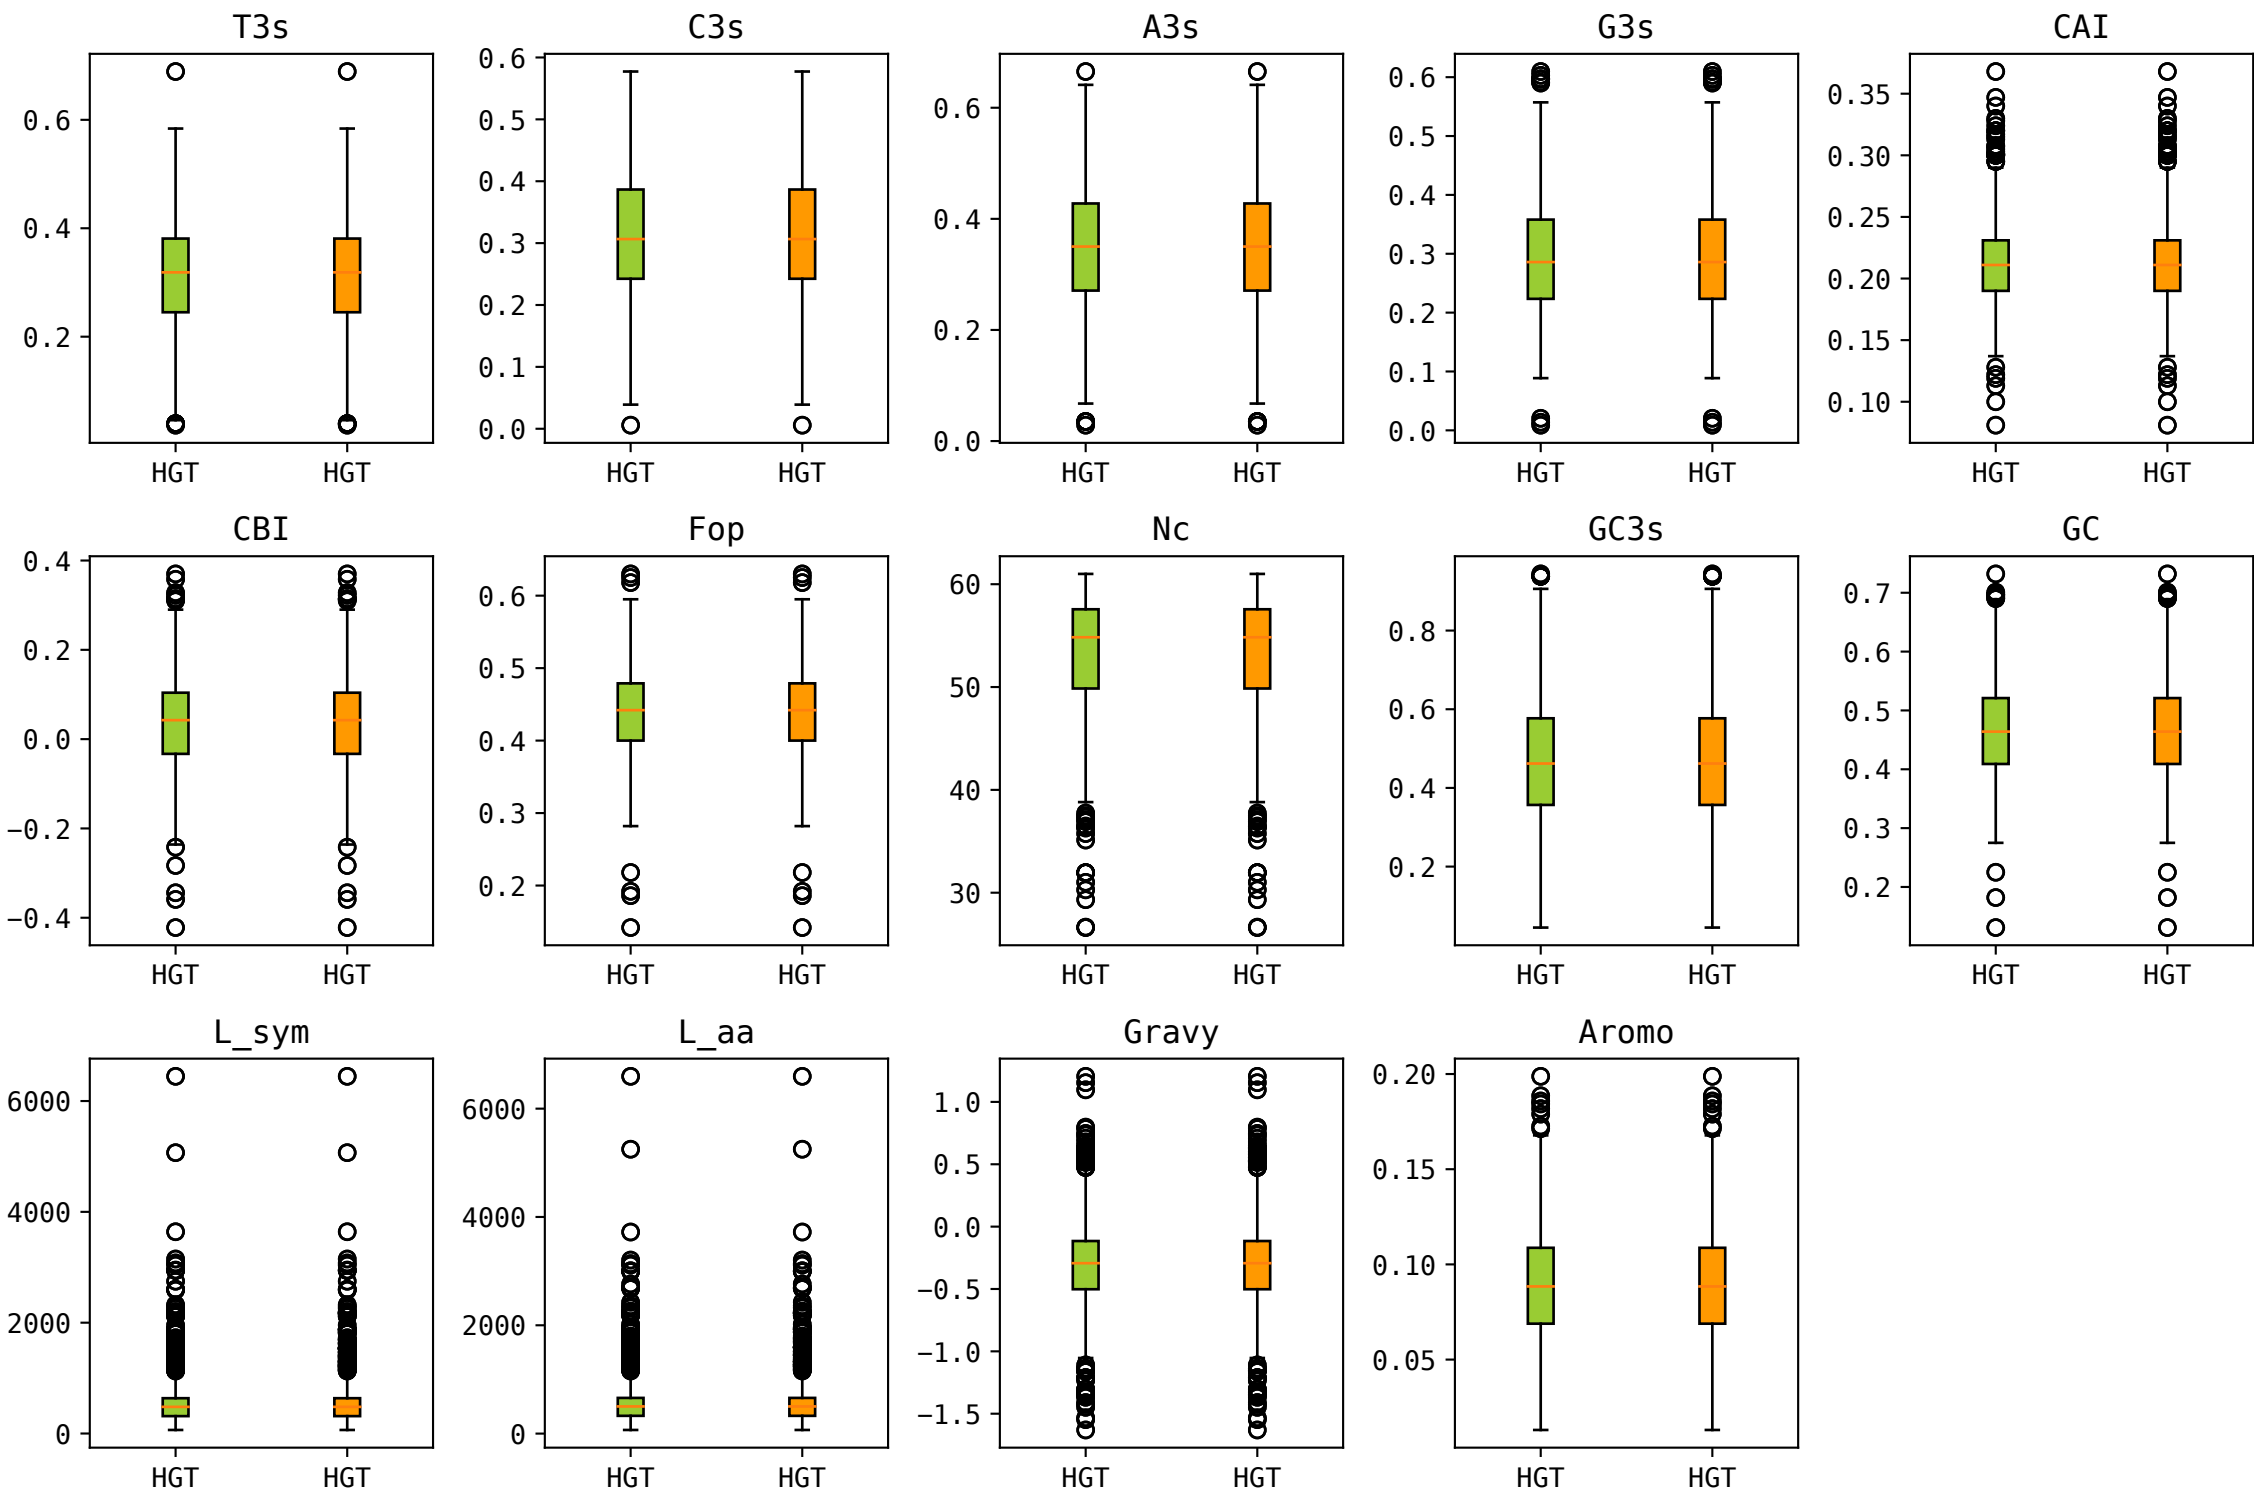 T3s C3s A3s G3s CAI
0.6 0.4 0.2
0.6 0.5 0.4 0.3 0.2 0.1 0.0
0.6 0.4 0.2 0.0
0.6 0.5 0.4 0.3 0.2 0.1 0.0
0.35 0.30 0.25 0.20 0.15 0.10
HGT HGT HGT HGT HGT HGT HGT HGT HGT HGT
CBI Fop Nc GC3s GC
0.4 0.2 0.0 −0.2 −0.4
0.6 0.5 0.4 0.3 0.2
60 50 40 30
0.8 0.6 0.4 0.2
0.7 0.6 0.5 0.4 0.3 0.2
HGT HGT HGT HGT HGT HGT HGT HGT HGT HGT
L_sym L_aa Gravy Aromo
6000 4000 2000 0
6000 4000 2000 0
1.0 0.5 0.0 −0.5 −1.0 −1.5
0.20 0.15 0.10 0.05
HGT HGT HGT HGT HGT HGT HGT HGT